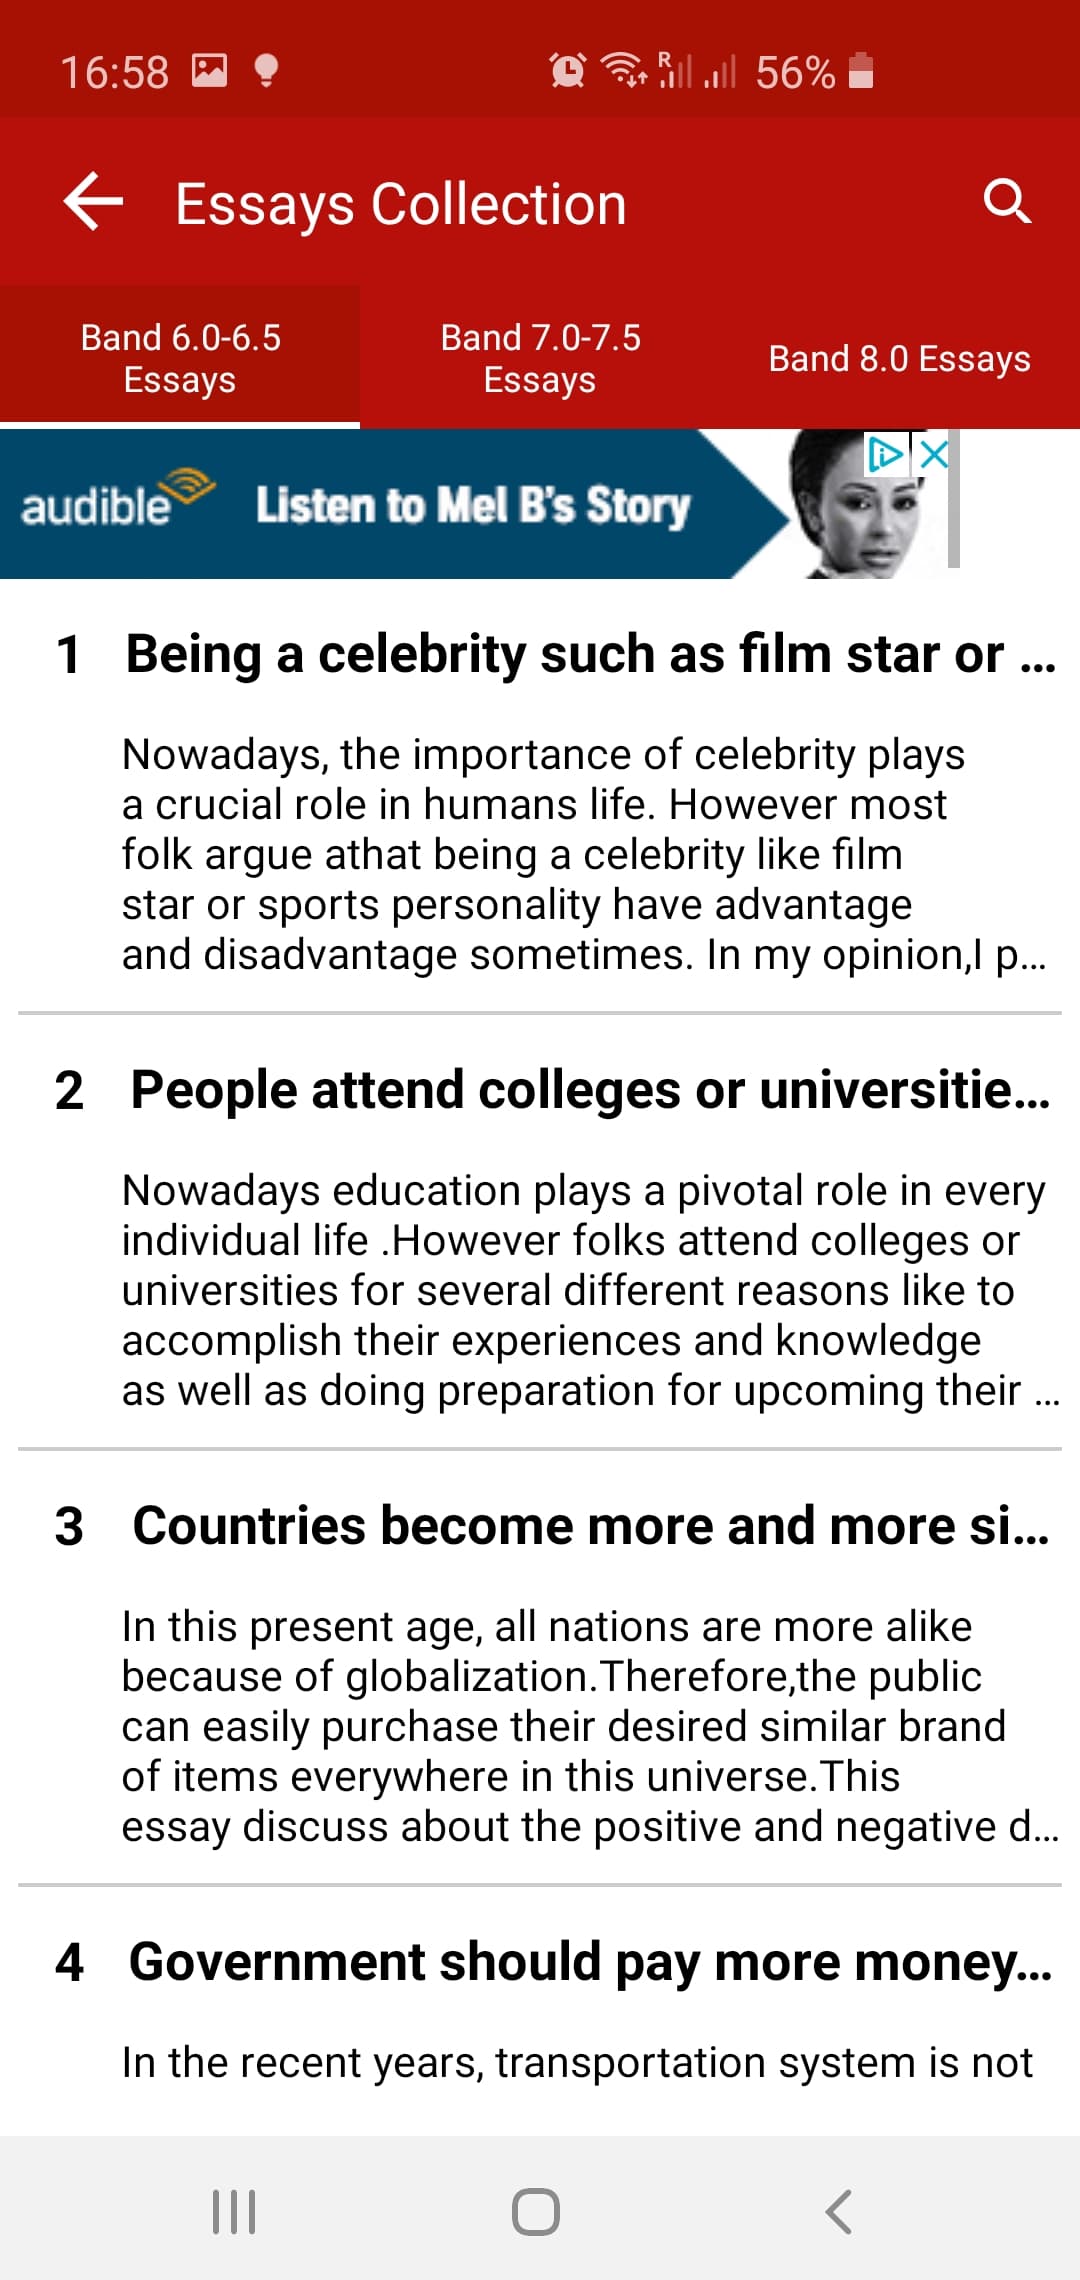 16:58
R
56%
Essays Collection
Band 6.0-6.5
Essays
Band 7.0-7.5
Essays
Band 8.0 Essays
audible Listen to Mel B's Story
1 Being a celebrity such as film star or ...
Nowadays, the importance of celebrity plays
a crucial role in humans life. However most
folk argue athat being a celebrity like film
star or sports personality have advantage
and disadvantage sometimes. In my opinion,I p...
2 People attend colleges or universitie...
Nowadays education plays a pivotal role in every
individual life .However folks attend colleges or
universities for several different reasons like to
accomplish their experiences and knowledge
as well as doing preparation for upcoming their ...
3 Countries become more and more si...
In this present age, all nations are more alike
because of globalization.Therefore,the public
can easily purchase their desired similar brand
of items everywhere in this universe.This
essay discuss about the positive and negative d...
4 Government should pay more money...
In the recent years, transportation system is not